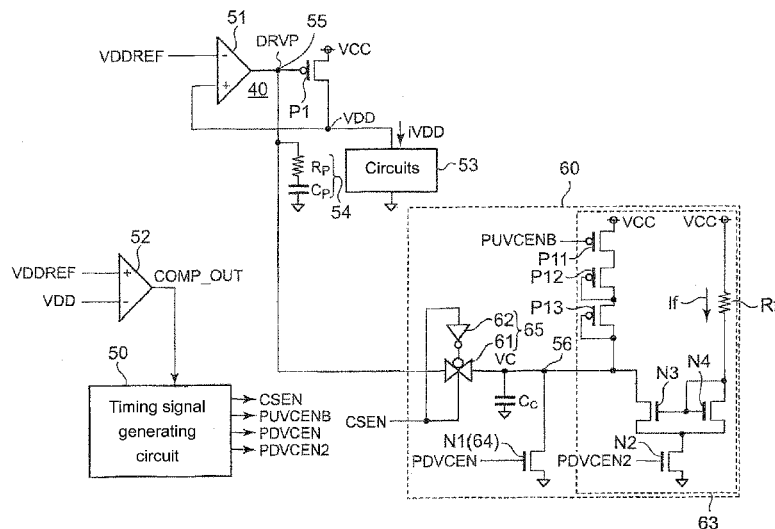 51
DRVP
55
VDDREF
-
+
40
VCC
P1
VDD
iVDD
Circuits
53
RP
CP
54
60
52
VDDREF
+
VDD
-
COMP_OUT
VCC
VCC
PUVCENB
P11
P12
P13
If
62
65
61
VC
56
N3
N4
50
Timing signal
generating
circuit
CSEN
PUVCENB
PDVCEN
PDVCEN2
CSEN
CC
N1(64)
PDVCEN
N2
PDVCEN2
63